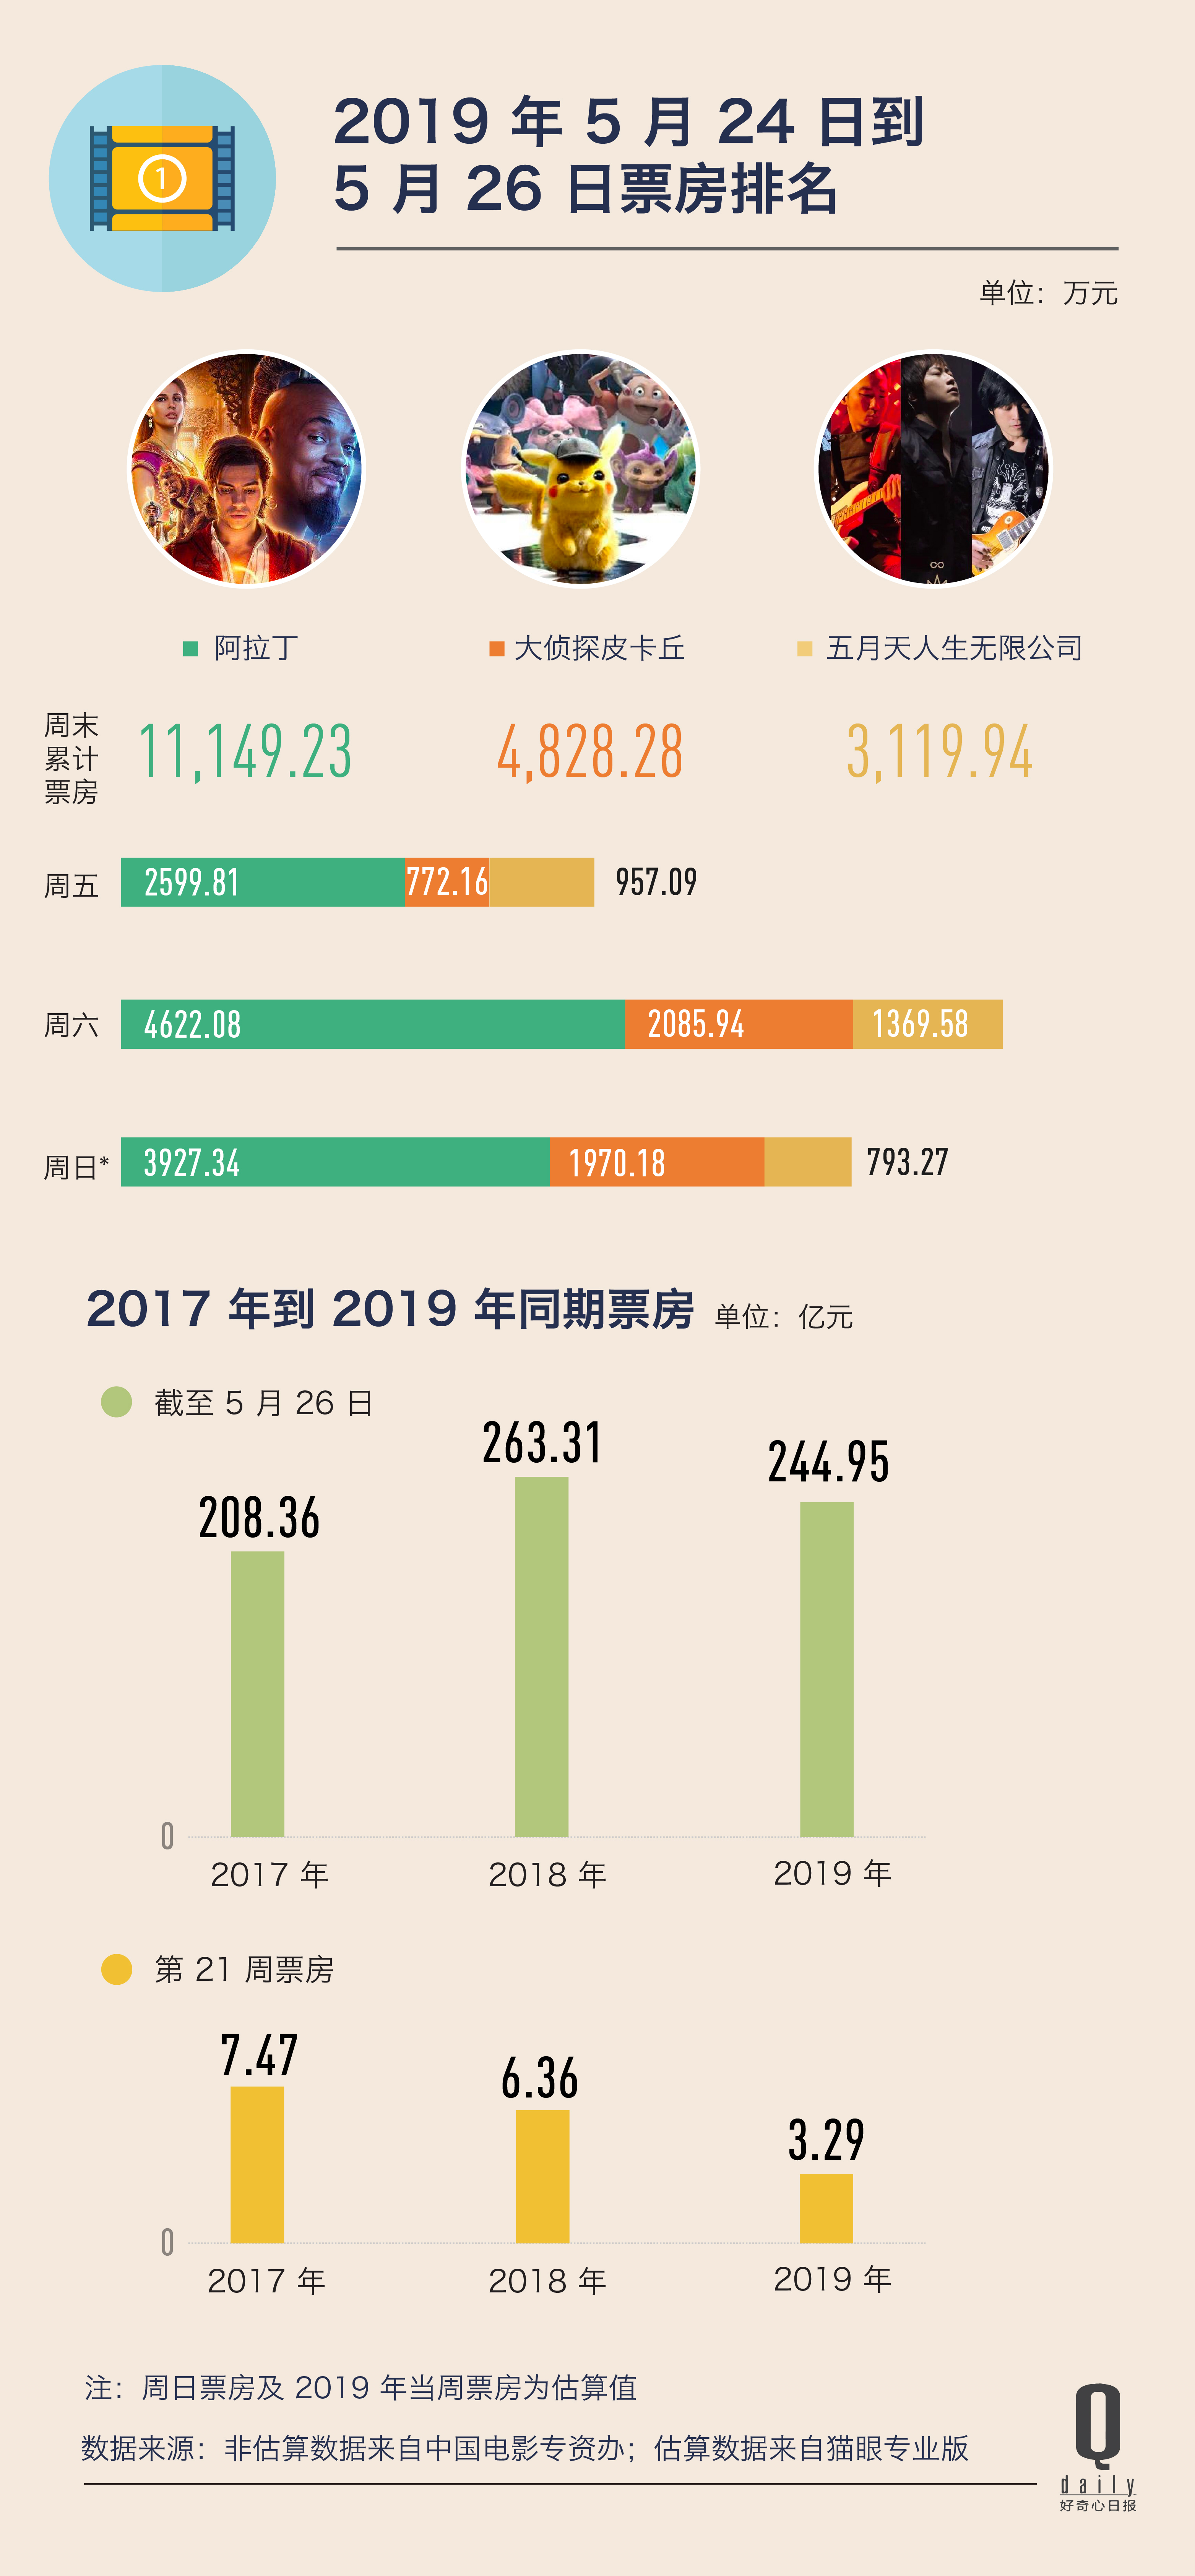 1
2019 年 5 月 24 日到
5 月 26 日票房排名
单位：万元
∞
阿拉丁
大侦探皮卡丘
五月天人生无限公司
周末
累计
票房
11,149.23
4,828.28
3,119.94
周五
2599.81
772.16
957.09
周六
4622.08
2085.94
1369.58
周日*
3927.34
1970.18
793.27
2017 年到 2019 年同期票房 单位：亿元
截至 5 月 26 日
208.36
263.31
244.95
0
2017 年
2018 年
2019 年
第 21 周票房
7.47
6.36
3.29
0
2017 年
2018 年
2019 年
注：周日票房及 2019 年当周票房为估算值
数据来源：非估算数据来自中国电影专资办；估算数据来自猫眼专业版
Q
daily
好奇心日报